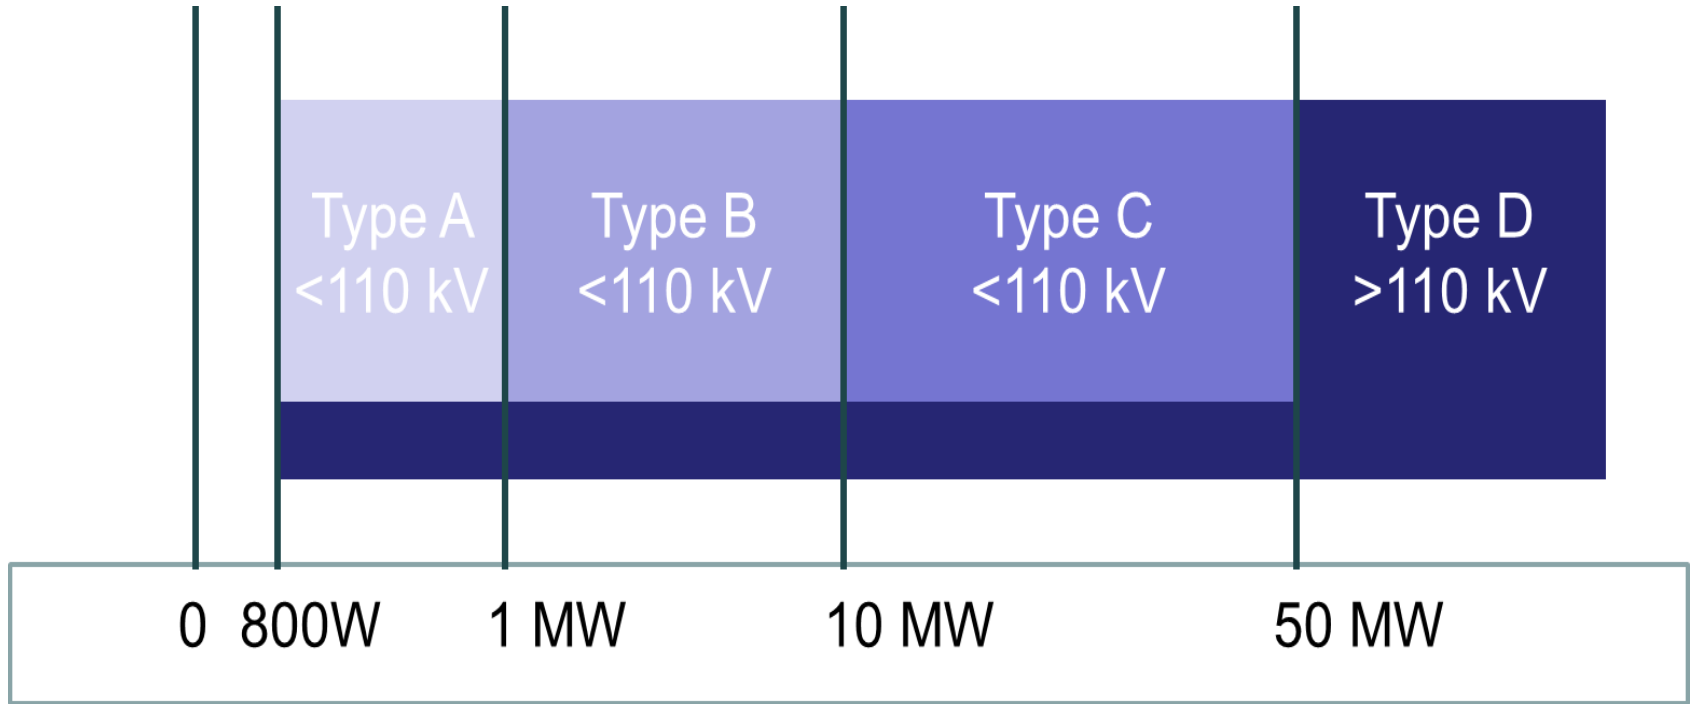 Type A
<110 kV
Type B
<110 kV
Type C
<110 kV
Type D
>110 kV
0 800W 1 MW 10 MW 50 MW